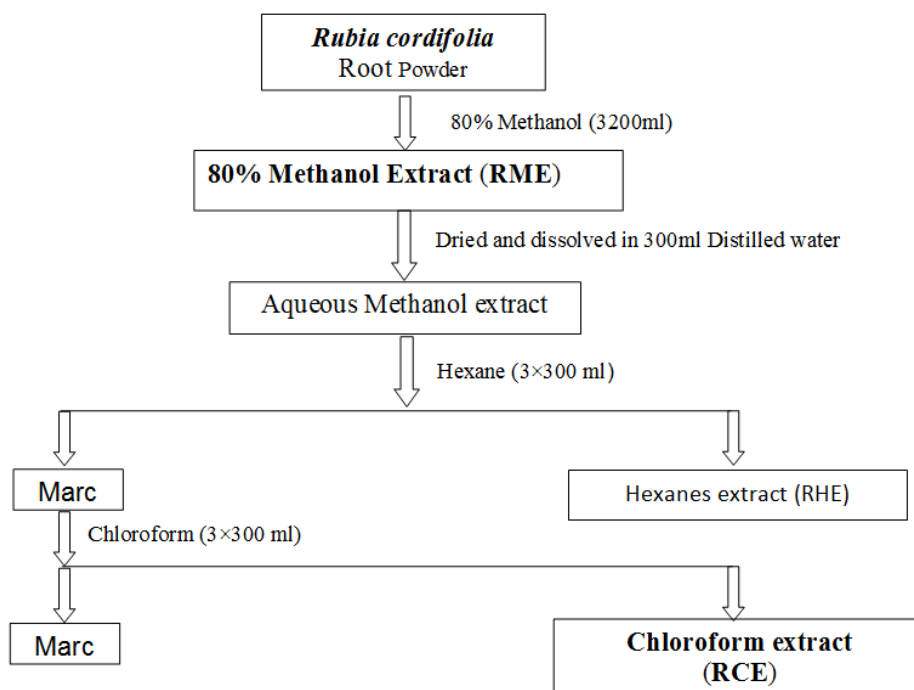 Rubia cordifolia
Root Powder
80% Methanol (3200ml)
80% Methanol Extract (RME)
Dried and dissolved in 300ml Distilled water
Aqueous Methanol extract
Hexane (3×300 ml)
Marc
Hexanes extract (RHE)
Chloroform (3×300 ml)
Marc
Chloroform extract
(RCE)